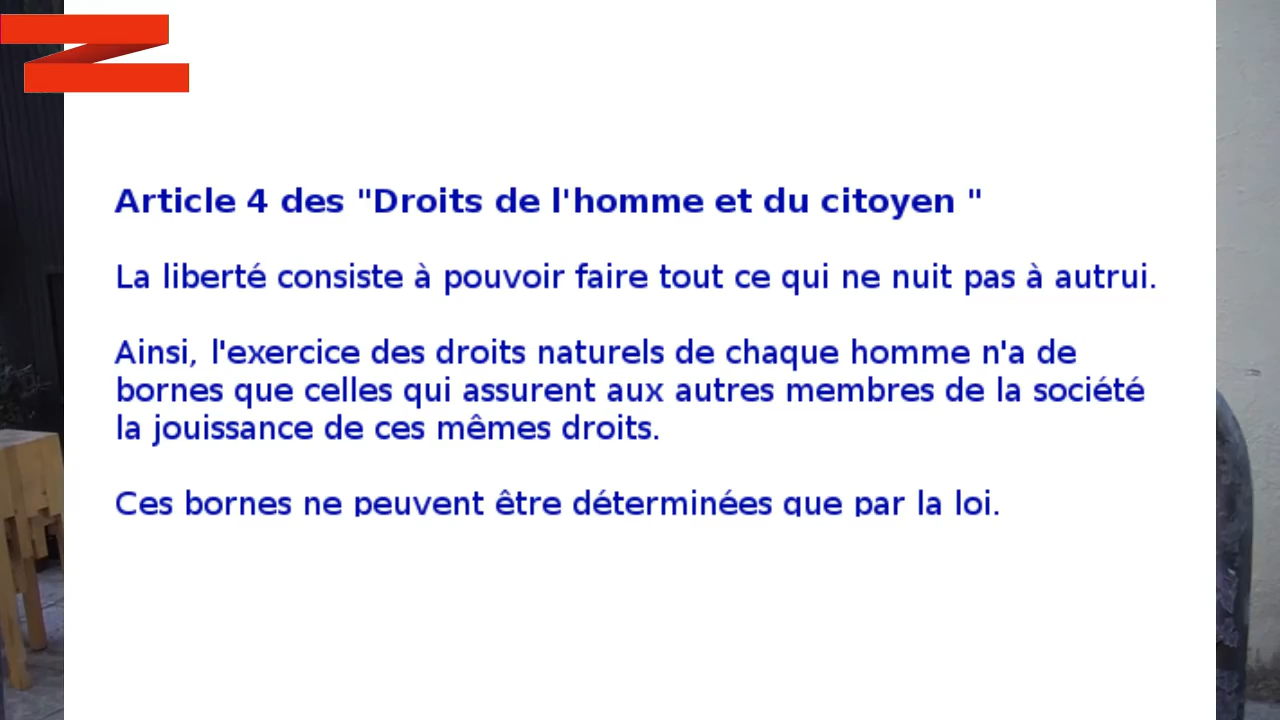 Article 4 des "Droits de l'homme et du citoyen "
La liberté consiste à pouvoir faire tout ce qui ne nuit pas à autrui.
Ainsi, l'exercice des droits naturels de chaque homme n'a de
bornes que celles qui assurent aux autres membres de la société
la jouissance de ces mêmes droits.
Ces bornes ne peuvent être déterminées que par la loi.